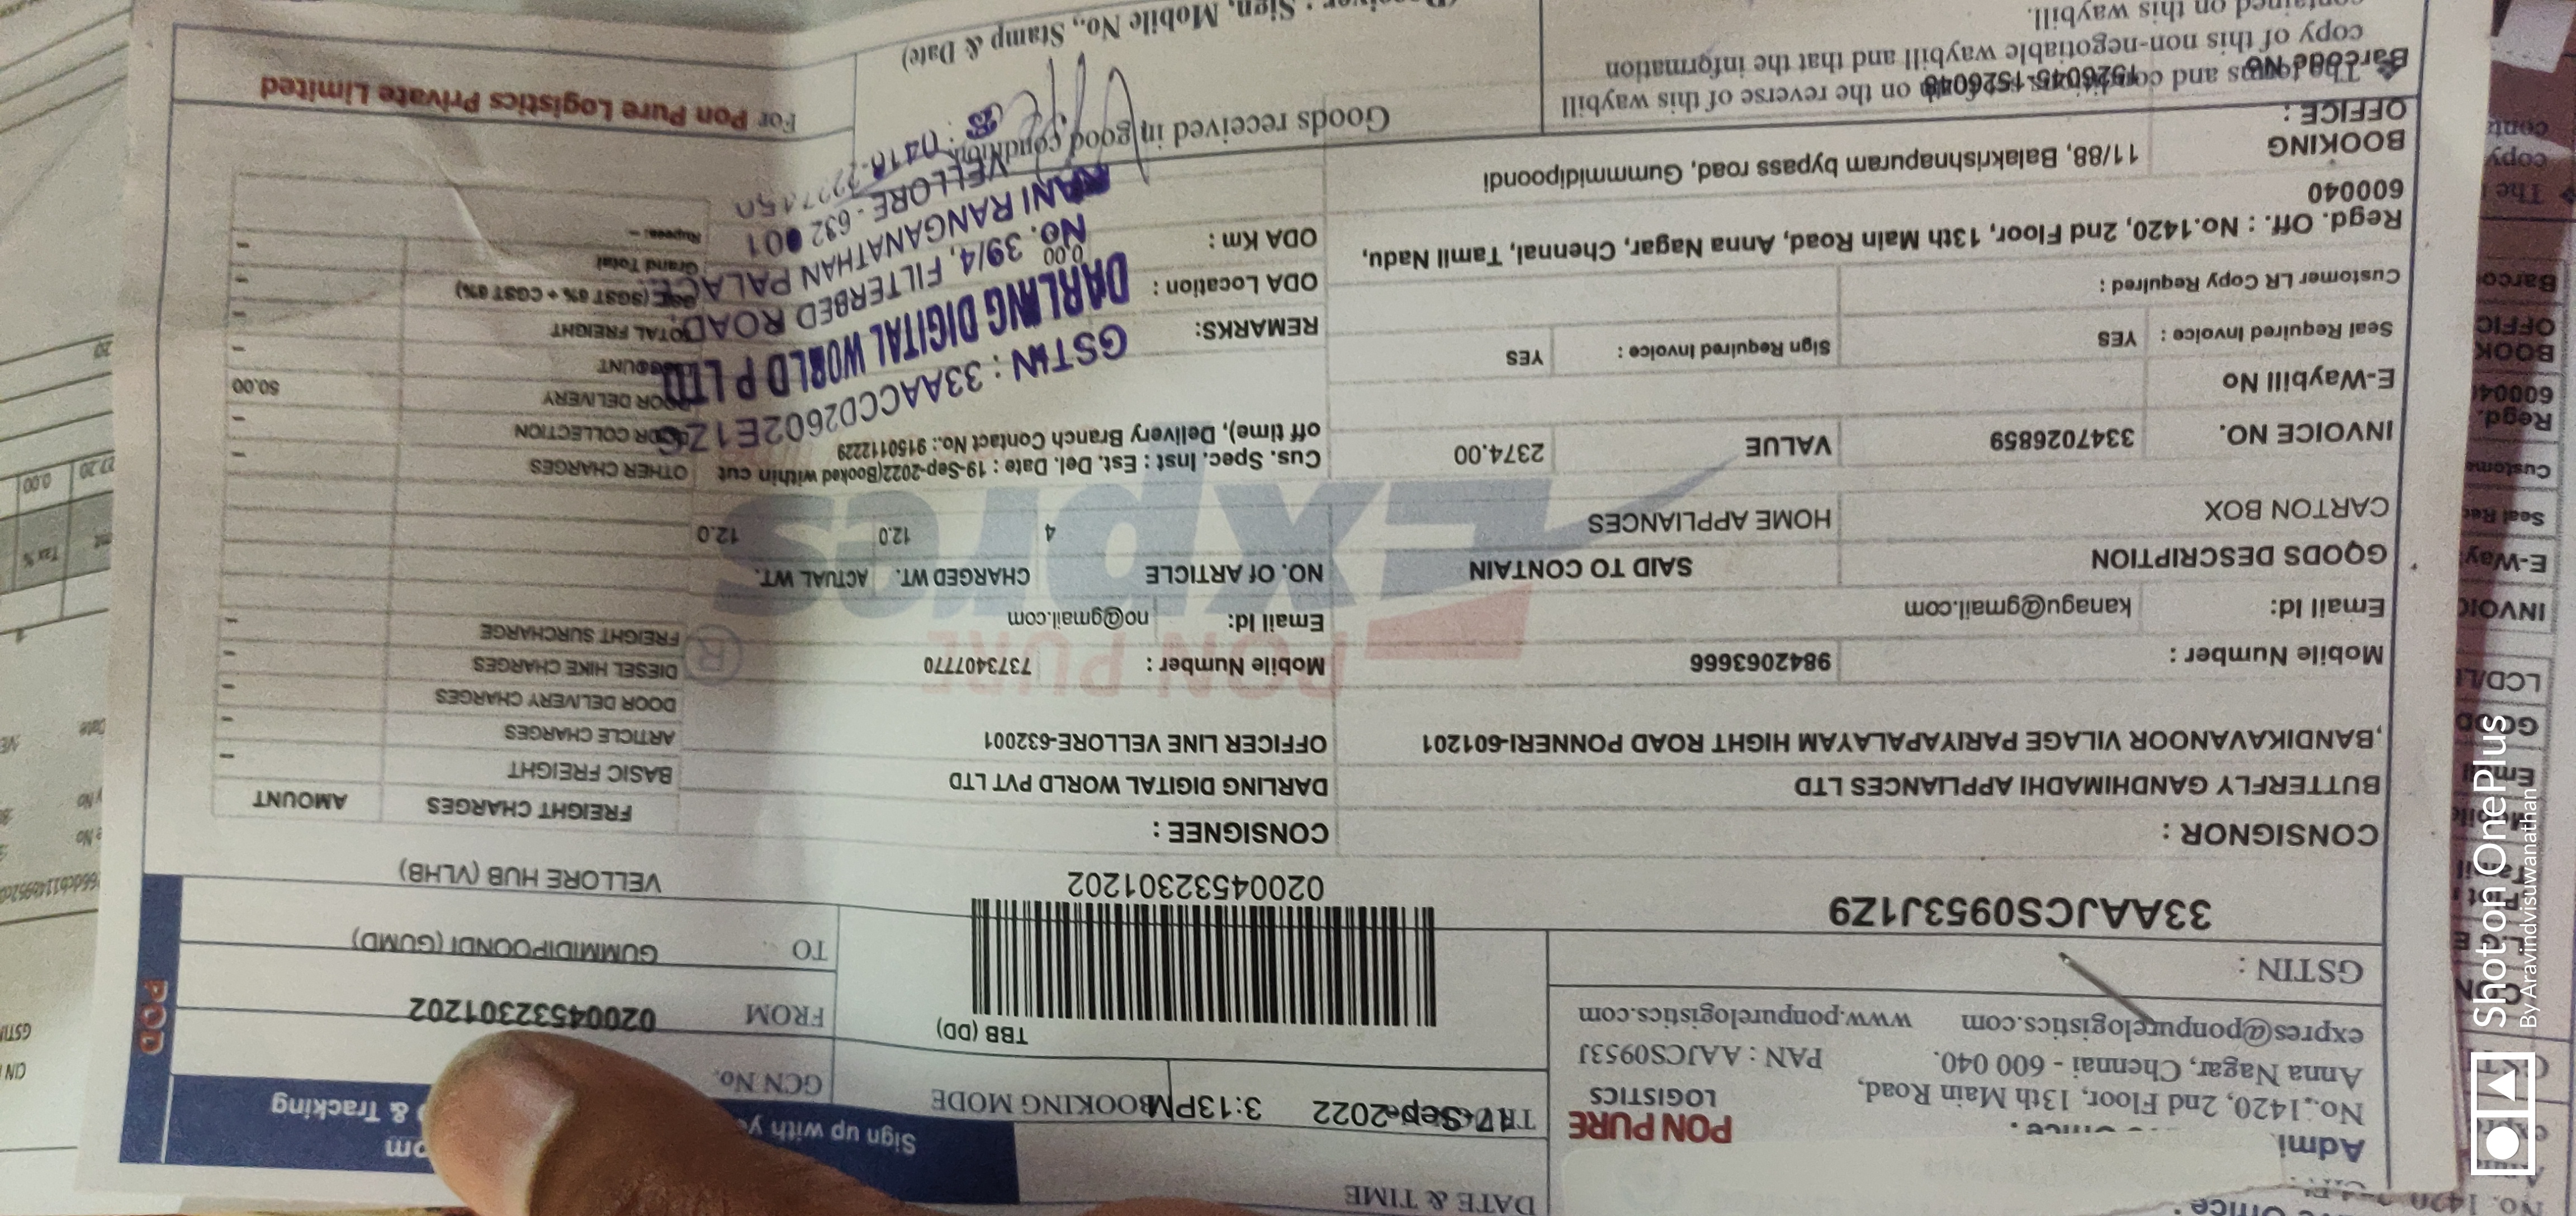 DATE & TIME
Sign up with
& Tracking
Admi
PON PURE
LOGISTICS
No.:1420, 2nd Floor, 13th Main Road,
Anna Nagar, Chennai - 600 040.
PAN : AAJCS0953J
expres@ponpurelogistics.com
www.ponpurelogistics.com
17-Sep-2022
3:13PM
BOOKING MODE
TBB (DD)
GCN No.
FROM
02004532301202
TO
GUMMIDIPOONDI (GUMD)
VELLORE HUB (VLHB)
POD
GSTIN :
33AAJCS0953J1Z9
02004532301202
CONSIGNOR :
BUTTERFLY GANDHIMADHI APPLIANCES LTD
,BANDIKAVANOOR VILAGE PARIYAPALAYAM HIGHT ROAD PONNERI-601201
Mobile Number :
9842063666
Email Id:
kanagu@gmail.com
CONSIGNEE :
DARLING DIGITAL WORLD PVT LTD
OFFICER LINE VELLORE-632001
Mobile Number :
7373407770
Email Id:
no@gmail.com
FREIGHT CHARGES
AMOUNT
BASIC FREIGHT
–
ARTICLE CHARGES
–
DOOR DELIVERY CHARGES
–
DIESEL HIKE CHARGES
–
FREIGHT SURCHARGE
–
PON PURE
Expres
®
GOODS DESCRIPTION
SAID TO CONTAIN
NO. Of ARTICLE
CHARGED WT.
ACTUAL WT.
CARTON BOX
HOME APPLIANCES
4
12.0
12.0
INVOICE NO.
3347026859
VALUE
2374.00
Cus. Spec. Inst : Est. Del. Date : 19-Sep-2022(Booked within cut
off time), Delivery Branch Contact No.: 9150112229
OTHER CHARGES
–
DOOR COLLECTION
–
DOOR DELIVERY
50.00
TOTAL FREIGHT
–
(SGST 6% + CGST 6%)
–
Grand Total
–
Rupees: –
E-Waybill No
Seal Required Invoice :
YES
Sign Required Invoice :
YES
Customer LR Copy Required :
REMARKS:
ODA Location :
ODA Km :
0.00
GSTIN : 33AACCD2602E1ZG
DARLING DIGITAL WORLD P LTD
No. 39/4, FILTERBED ROAD,
RANI RANGANATHAN PALACE,
VELLORE - 632 001
Regd. Off. : No.1420, 2nd Floor, 13th Main Road, Anna Nagar, Chennai, Tamil Nadu,
600040
BOOKING
OFFICE :
11/88, Balakrishnapuram bypass road, Gummmidipoondi
Barcode No
1526045-1526048
The terms and conditions on the reverse of this waybill
copy of this non-negotiable waybill and that the information
contained on this waybill.
Goods received in good condition
Sign, Mobile No., Stamp & Date)
For Pon Pure Logistics Private Limited
Shot on OnePlus
By Aravindvisuwanathan